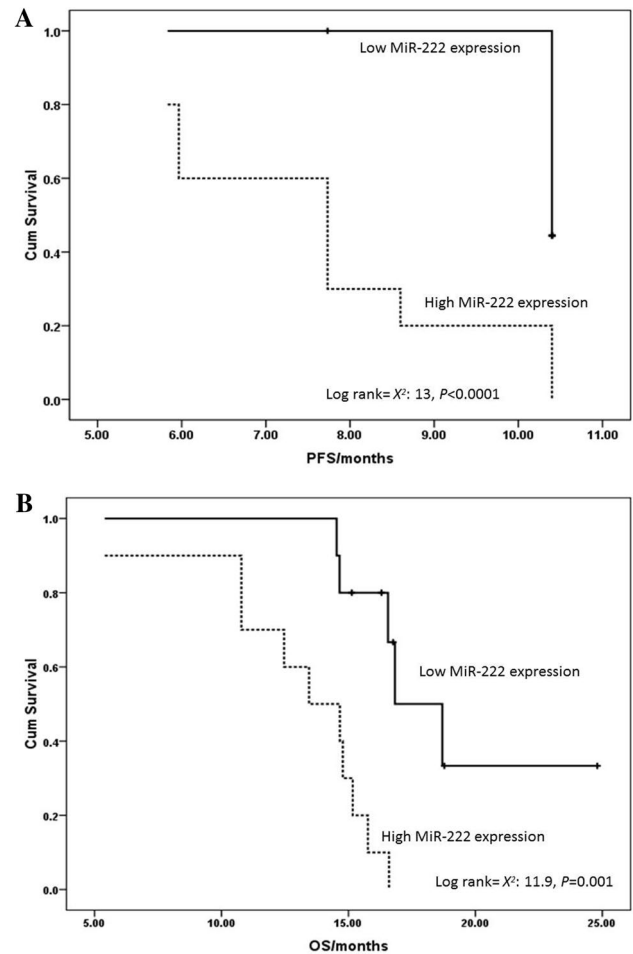 A
1.0
0.8
0.6
0.4
0.2
0.0
Cum Survival
Low MiR-222 expression
High MiR-222 expression
Log rank= X²: 13, P<0.0001
5.00 6.00 7.00 8.00 9.00 10.00 11.00
PFS/months
B
1.0
0.8
0.6
0.4
0.2
0.0
Cum Survival
Low MiR-222 expression
High MiR-222 expression
Log rank= X²: 11.9, P=0.001
5.00 10.00 15.00 20.00 25.00
OS/months